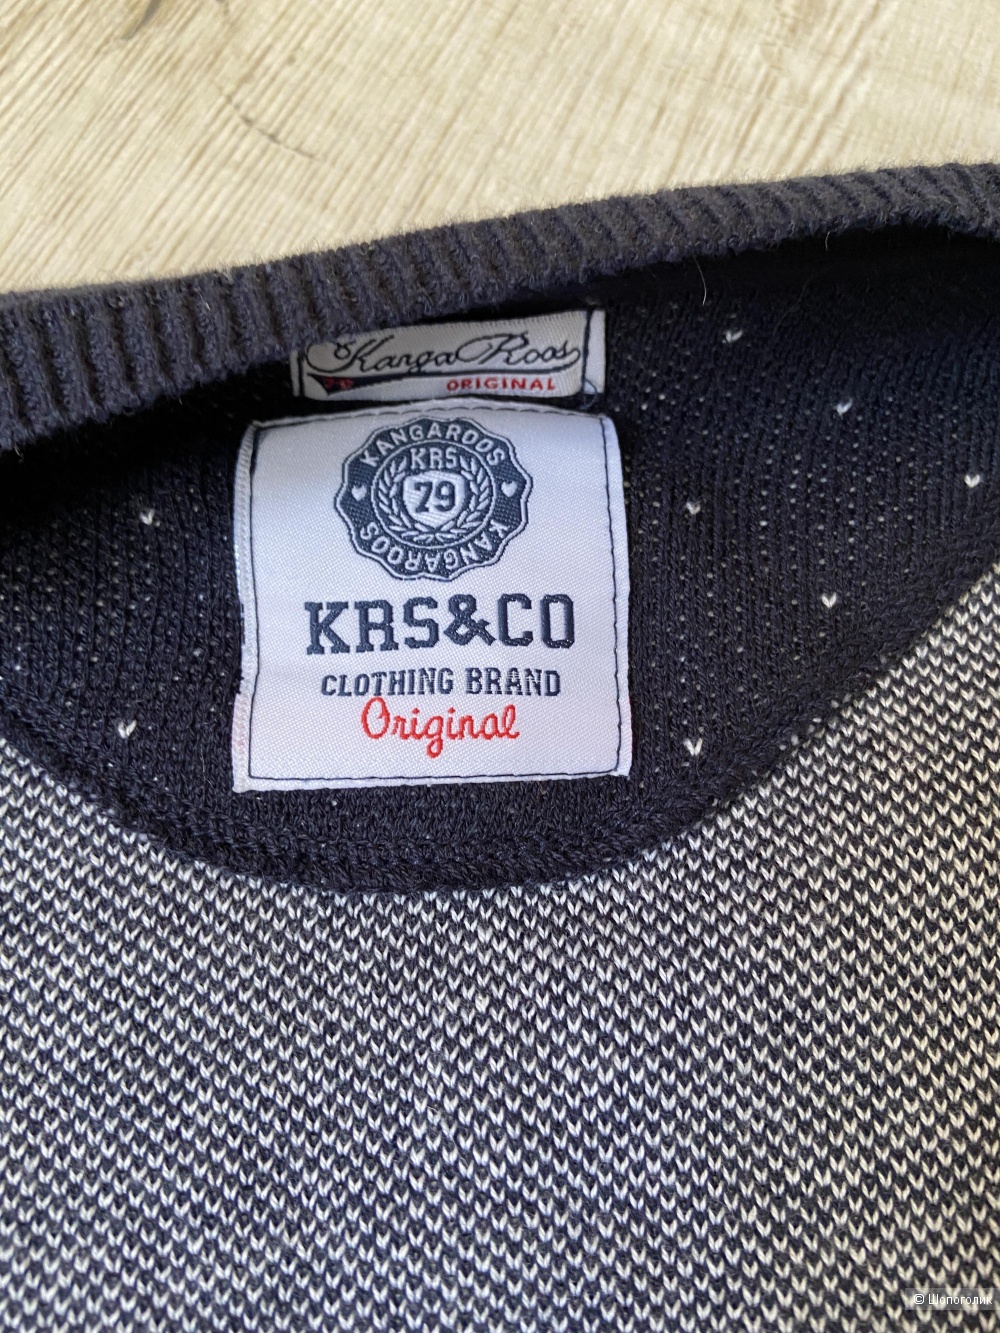 KangaRoos
ORIGINAL
KANGAROOS
KRS
79
KANGAROOS
KRS&CO
CLOTHING BRAND
Original
© Шопоголик